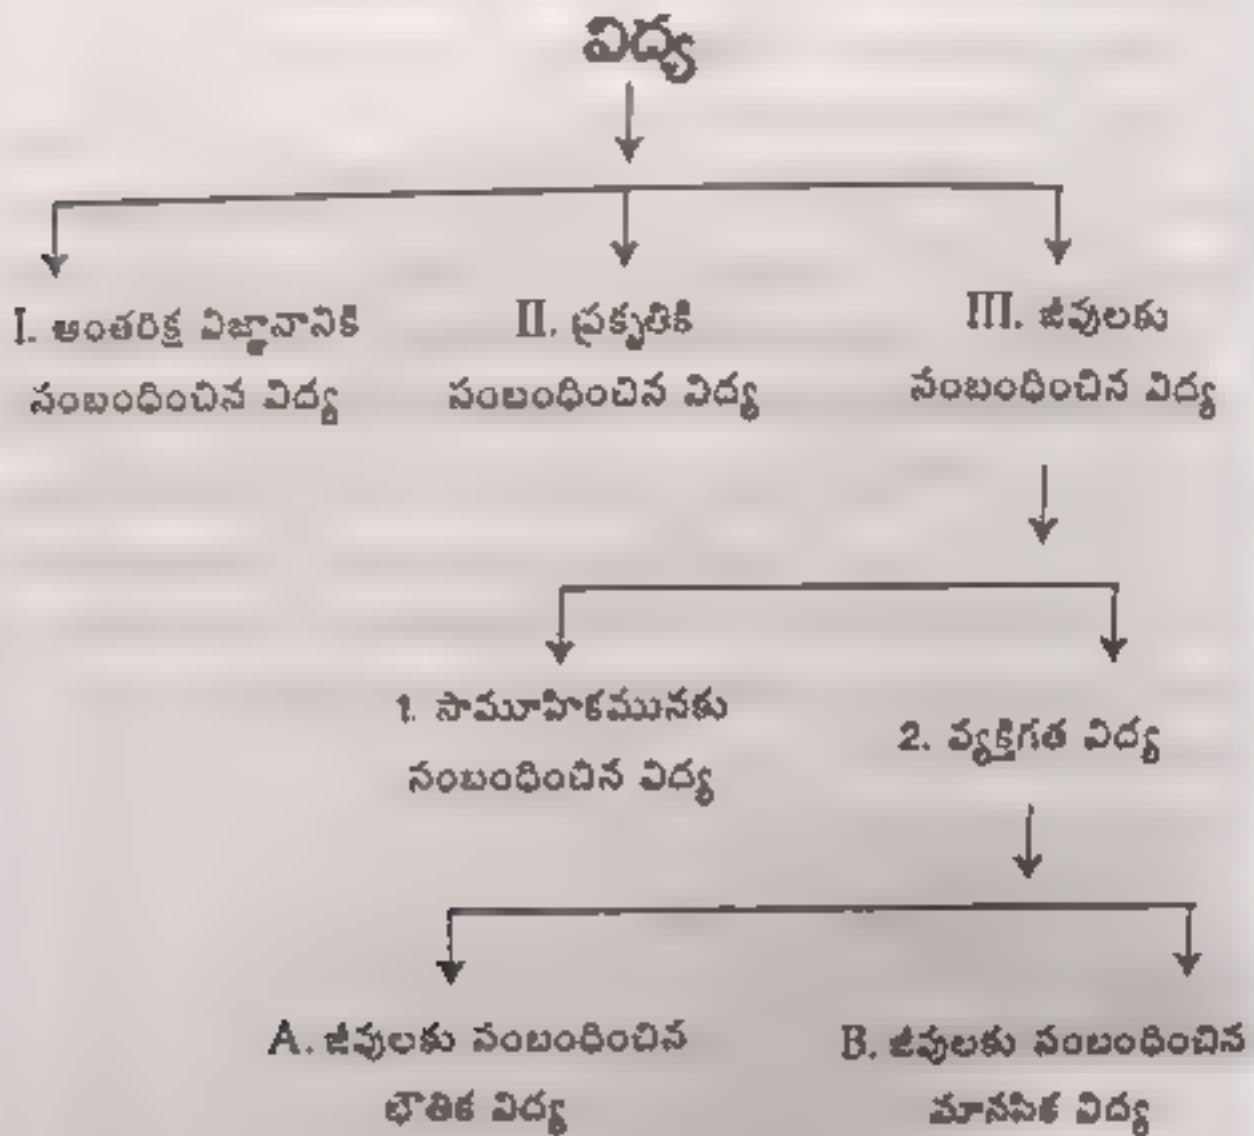 విద్య
I. ఆంతరిక్ష విజ్ఞానానికి
సంబంధించిన విద్య
II. ప్రకృతికి
సంబంధించిన విద్య
III. జీవులకు
సంబంధించిన విద్య
1. సామూహికమునకు
సంబంధించిన విద్య
2. వ్యక్తిగత విద్య
A. జీవులకు సంబంధించిన
భౌతిక విద్య
B. జీవులకు సంబంధించిన
మానసిక విద్య